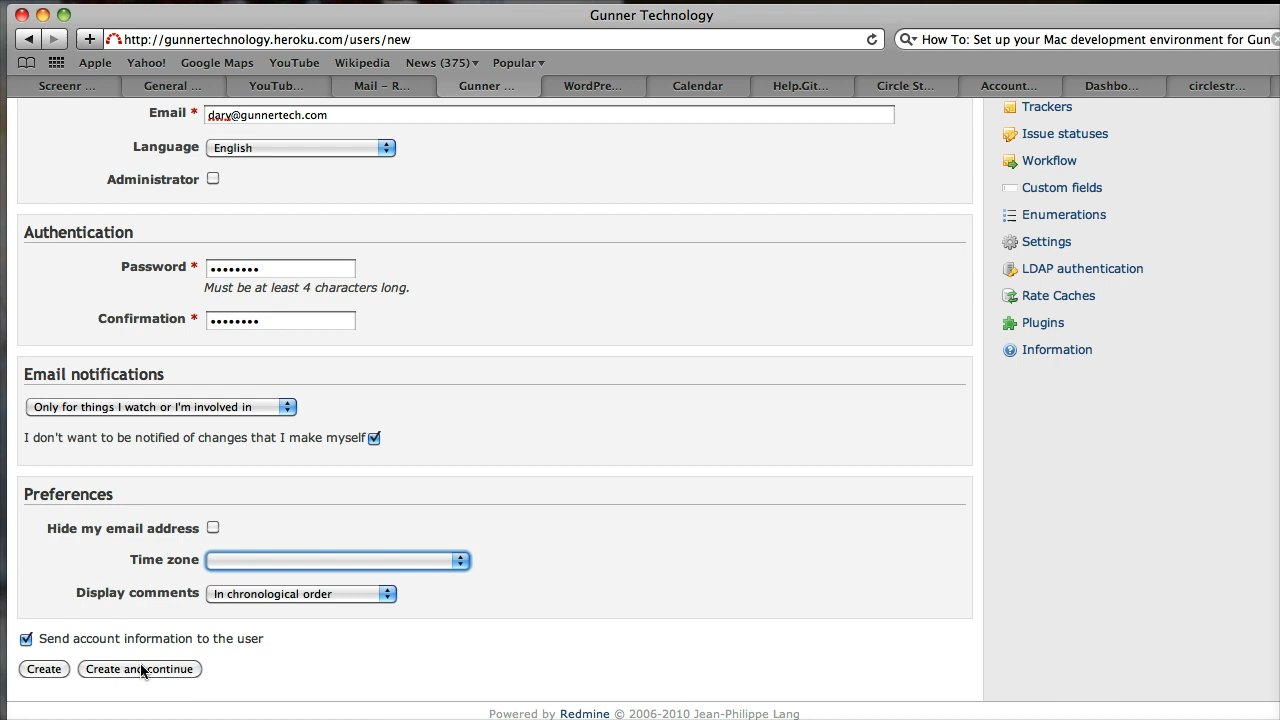 Gunner Technology
http://gunnertechnology.heroku.com/users/new
How To: Set up your Mac development environment for Gun
Apple Yahoo! Google Maps YouTube Wikipedia News (375)▾ Popular▾
Screenr ... General ... YouTub... Mail – R... Gunner ... WordPre... Calendar Help.Git... Circle St... Account... Dashbo... circlestr...
Email * dary@gunnertech.com
Language English
Administrator
Authentication
Password * ••••••••
Must be at least 4 characters long.
Confirmation * ••••••••
Email notifications
Only for things I watch or I'm involved in
I don't want to be notified of changes that I make myself
Preferences
Hide my email address
Time zone
Display comments In chronological order
Send account information to the user
Create Create and continue
Trackers
Issue statuses
Workflow
Custom fields
Enumerations
Settings
LDAP authentication
Rate Caches
Plugins
Information
Powered by Redmine © 2006-2010 Jean-Philippe Lang